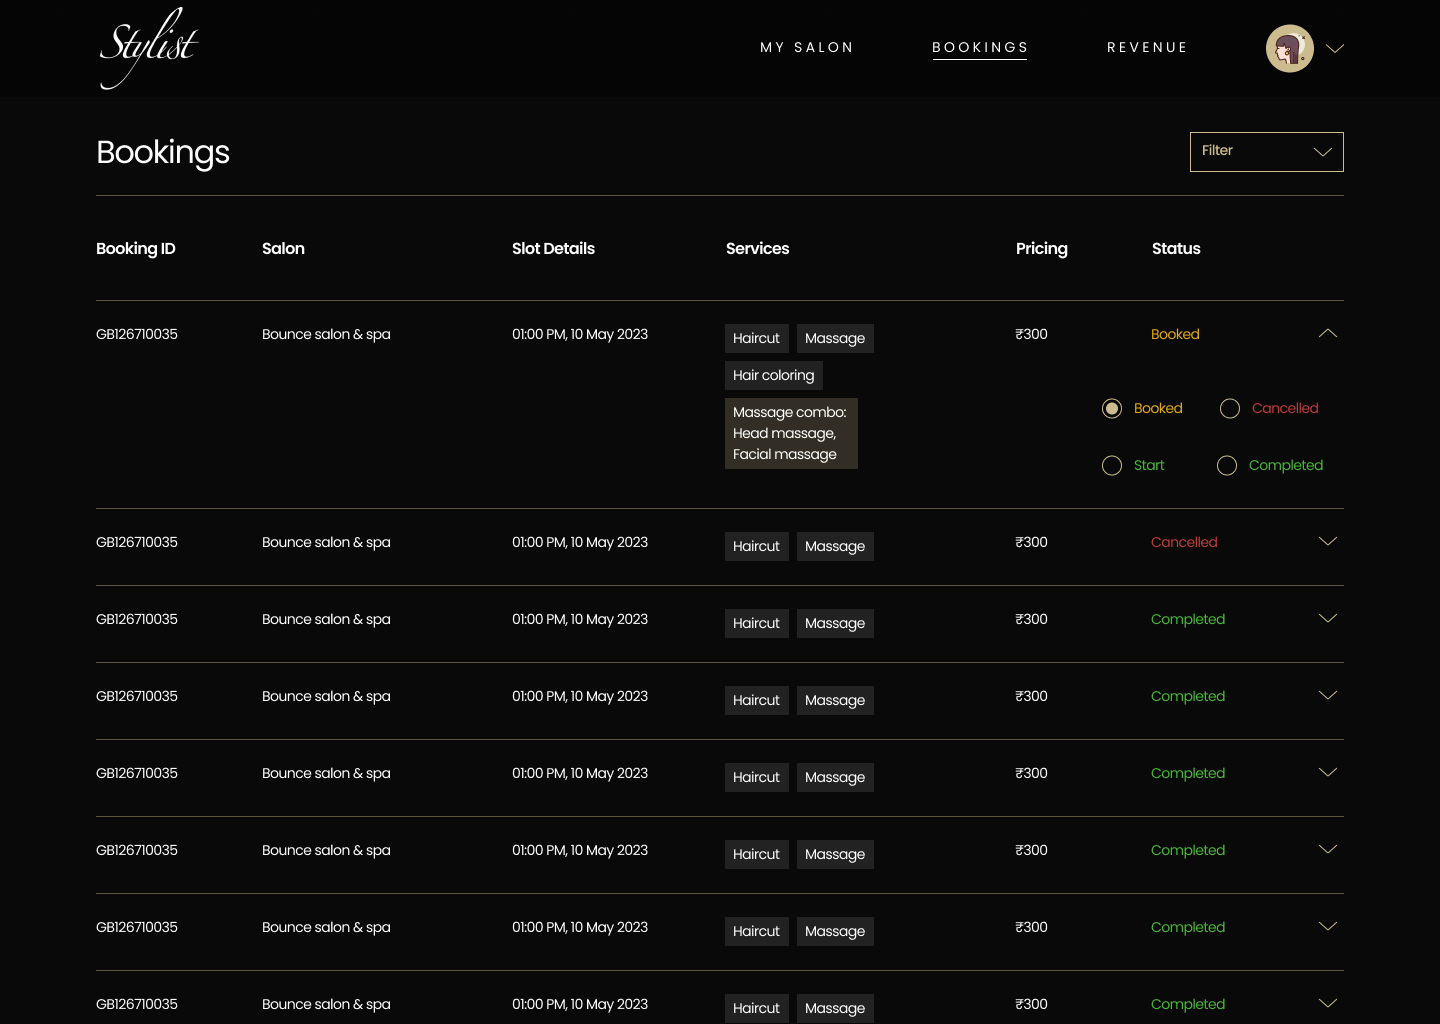 Stylist
MY SALON BOOKINGS REVENUE
Bookings
Filter
Booking ID Salon Slot Details Services Pricing Status
GB126710035 Bounce salon & spa 01:00 PM, 10 May 2023 Haircut Massage ₹300 Booked
Hair coloring
Massage combo:
Head massage,
Facial massage
Booked Cancelled
Start Completed
GB126710035 Bounce salon & spa 01:00 PM, 10 May 2023 Haircut Massage ₹300 Cancelled
GB126710035 Bounce salon & spa 01:00 PM, 10 May 2023 Haircut Massage ₹300 Completed
GB126710035 Bounce salon & spa 01:00 PM, 10 May 2023 Haircut Massage ₹300 Completed
GB126710035 Bounce salon & spa 01:00 PM, 10 May 2023 Haircut Massage ₹300 Completed
GB126710035 Bounce salon & spa 01:00 PM, 10 May 2023 Haircut Massage ₹300 Completed
GB126710035 Bounce salon & spa 01:00 PM, 10 May 2023 Haircut Massage ₹300 Completed
GB126710035 Bounce salon & spa 01:00 PM, 10 May 2023 Haircut Massage ₹300 Completed